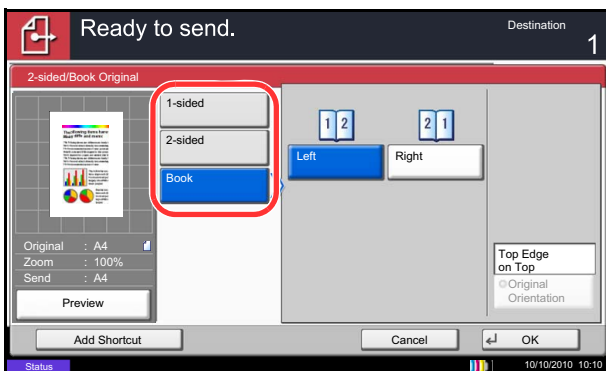 Ready to send.
Destination
1
2-sided/Book Original
1-sided
2-sided
Book
1 2
2 1
Left
Right
Original : A4
Zoom : 100%
Send : A4
Preview
Top Edge
on Top
Original
Orientation
Add Shortcut
Cancel
OK
Status
10/10/2010 10:10